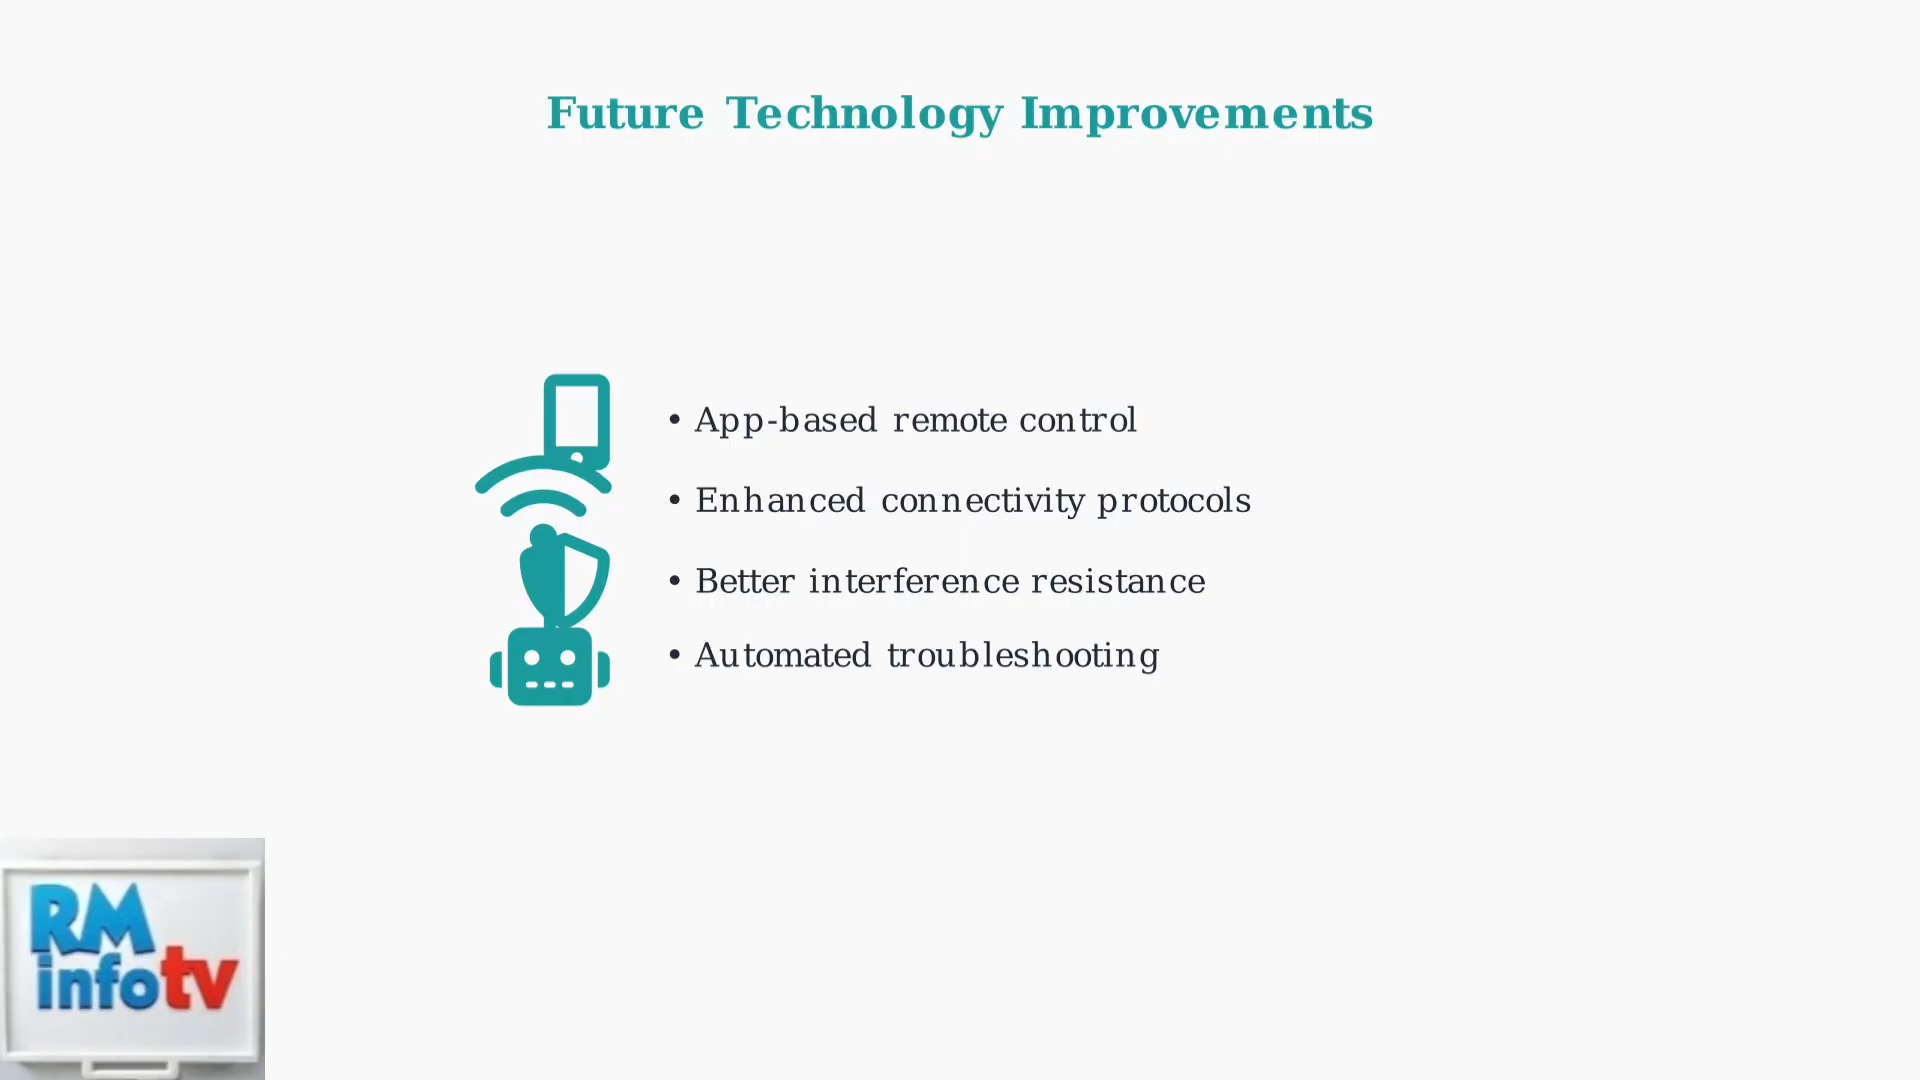 Future Technology Improvements
• App-based remote control
• Enhanced connectivity protocols
• Better interference resistance
• Automated troubleshooting
RM
infotv